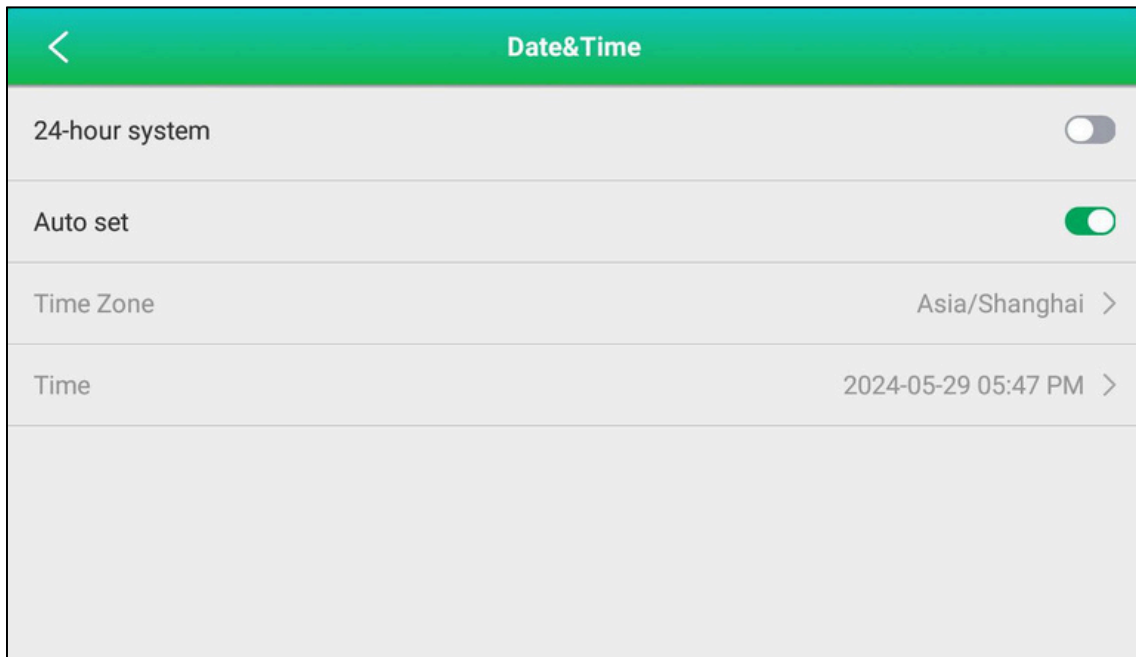 Date&Time
24-hour system
Auto set
Time Zone Asia/Shanghai
Time 2024-05-29 05:47 PM